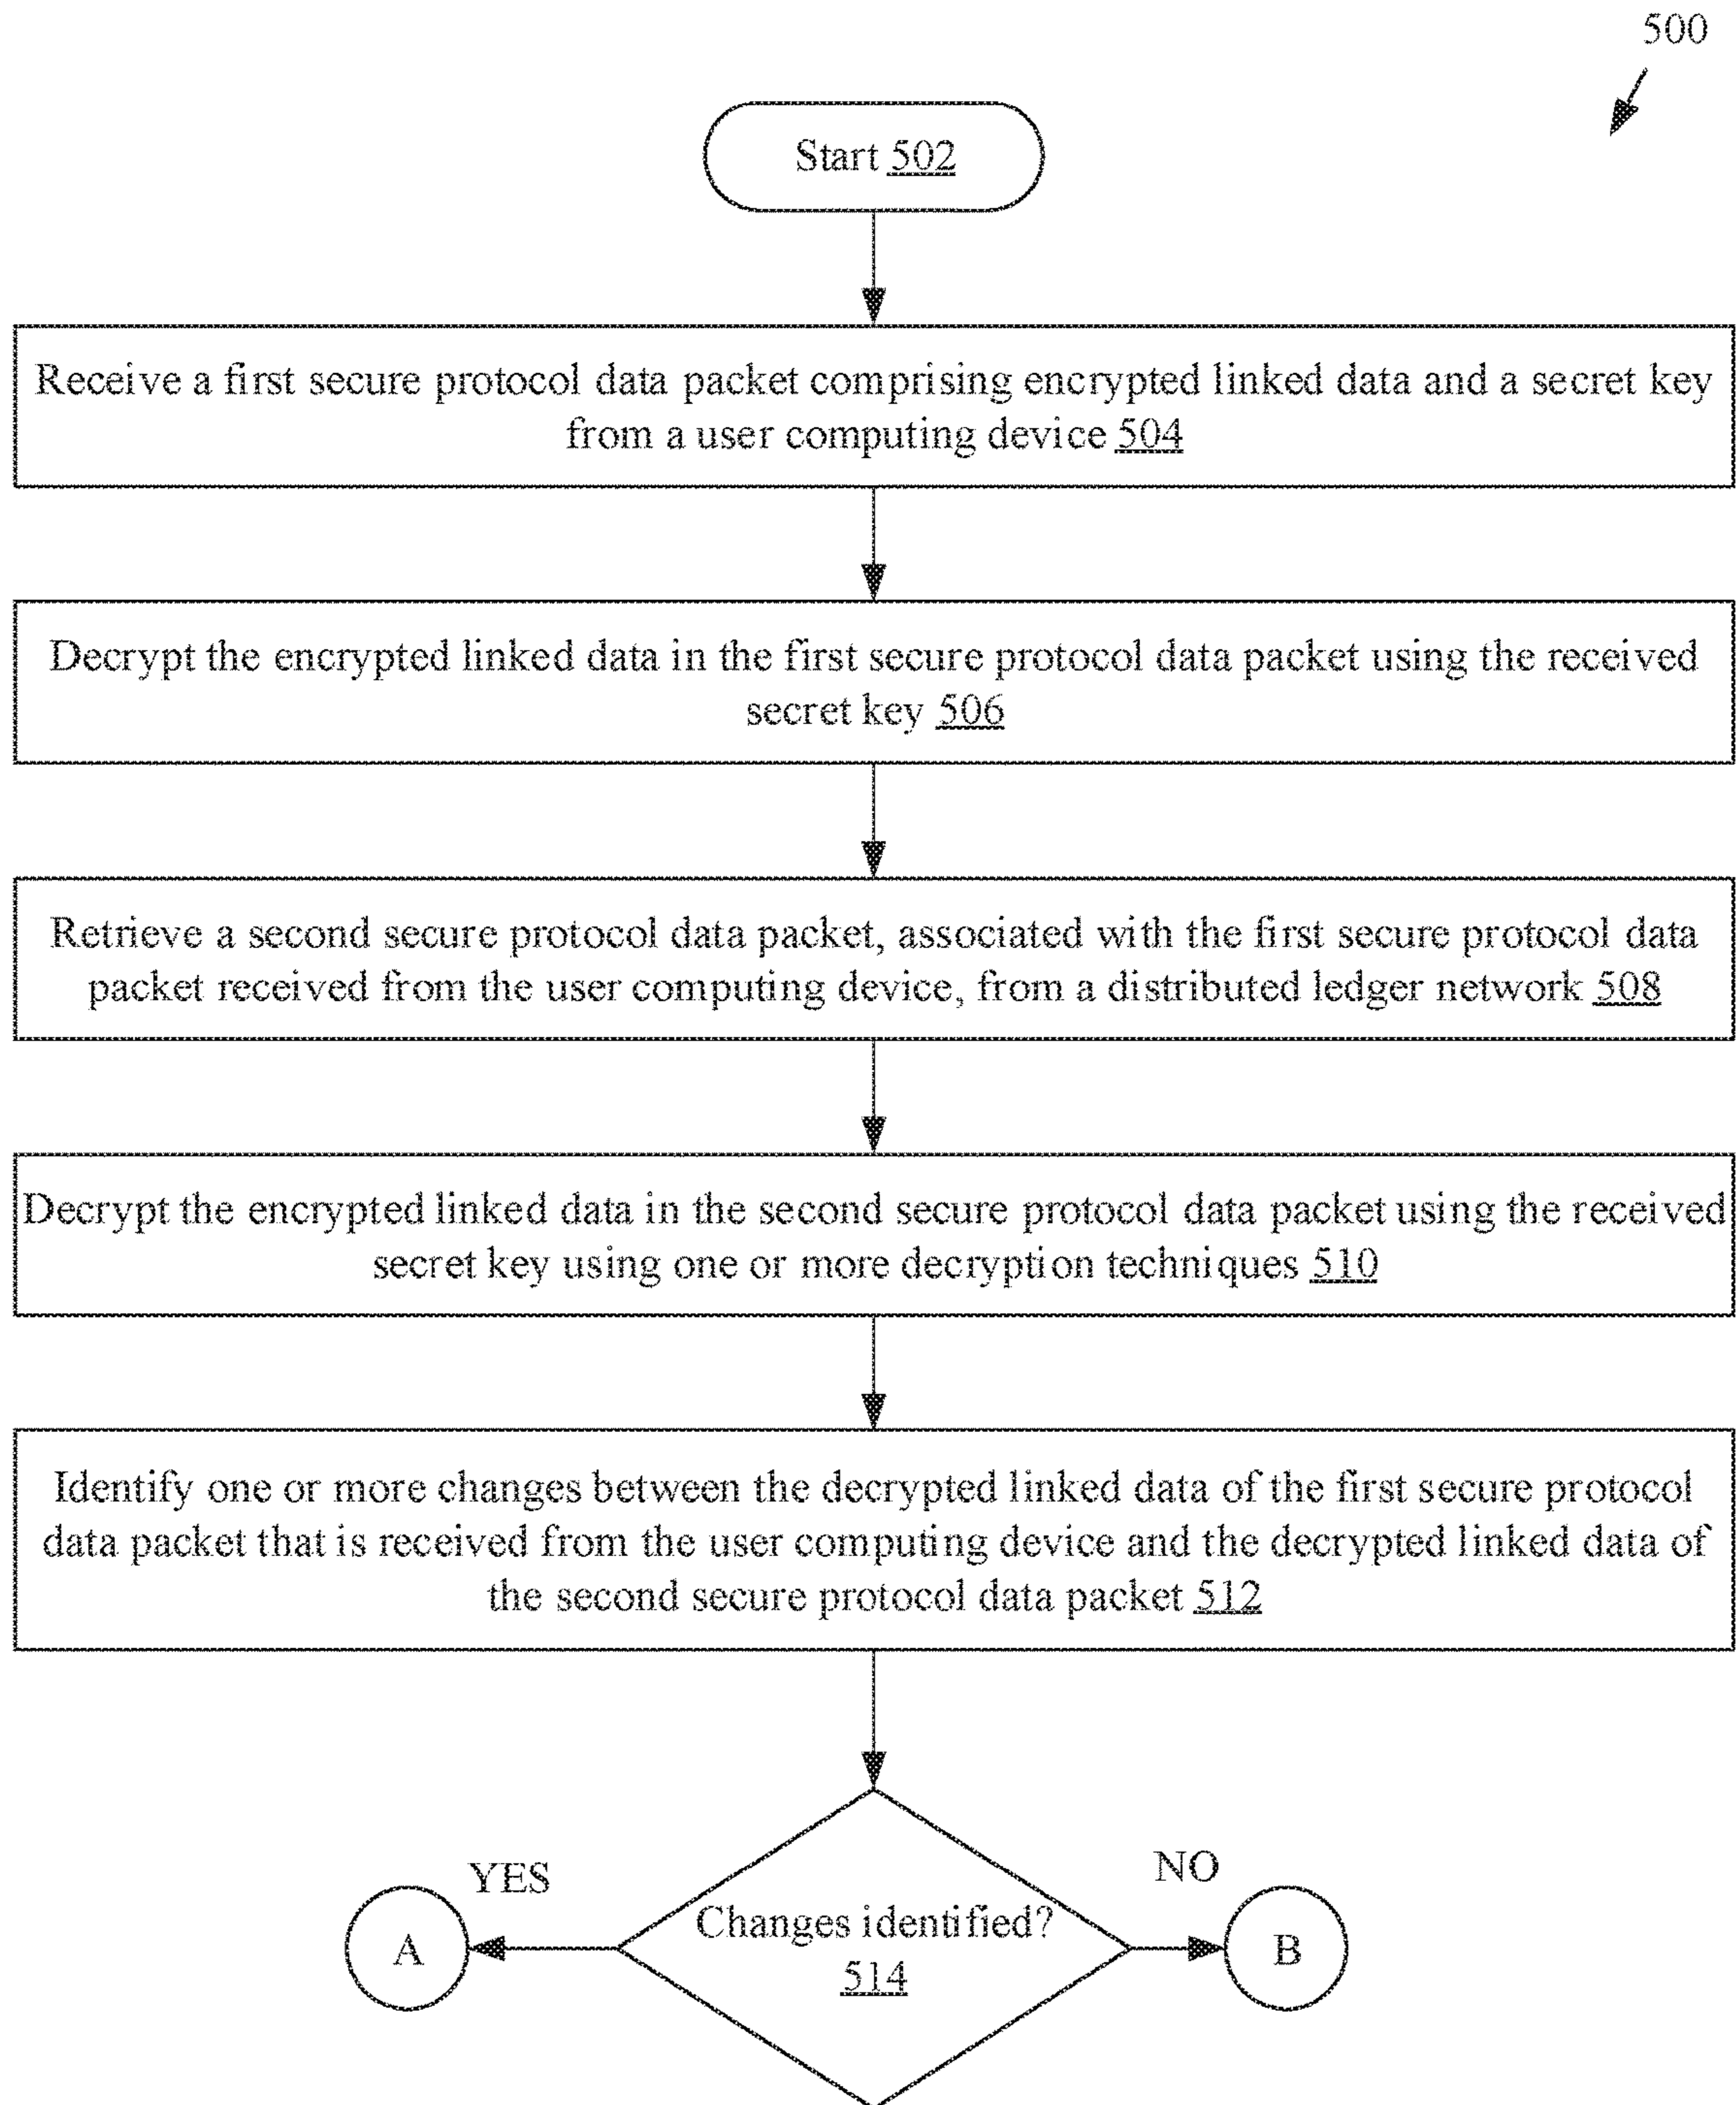 500
Start 502
Receive a first secure protocol data packet comprising encrypted linked data and a secret key
from a user computing device 504
Decrypt the encrypted linked data in the first secure protocol data packet using the received
secret key 506
Retrieve a second secure protocol data packet, associated with the first secure protocol data
packet received from the user computing device, from a distributed ledger network 508
Decrypt the encrypted linked data in the second secure protocol data packet using the received
secret key using one or more decryption techniques 510
Identify one or more changes between the decrypted linked data of the first secure protocol
data packet that is received from the user computing device and the decrypted linked data of
the second secure protocol data packet 512
YES
NO
Changes identified?
A
B
514